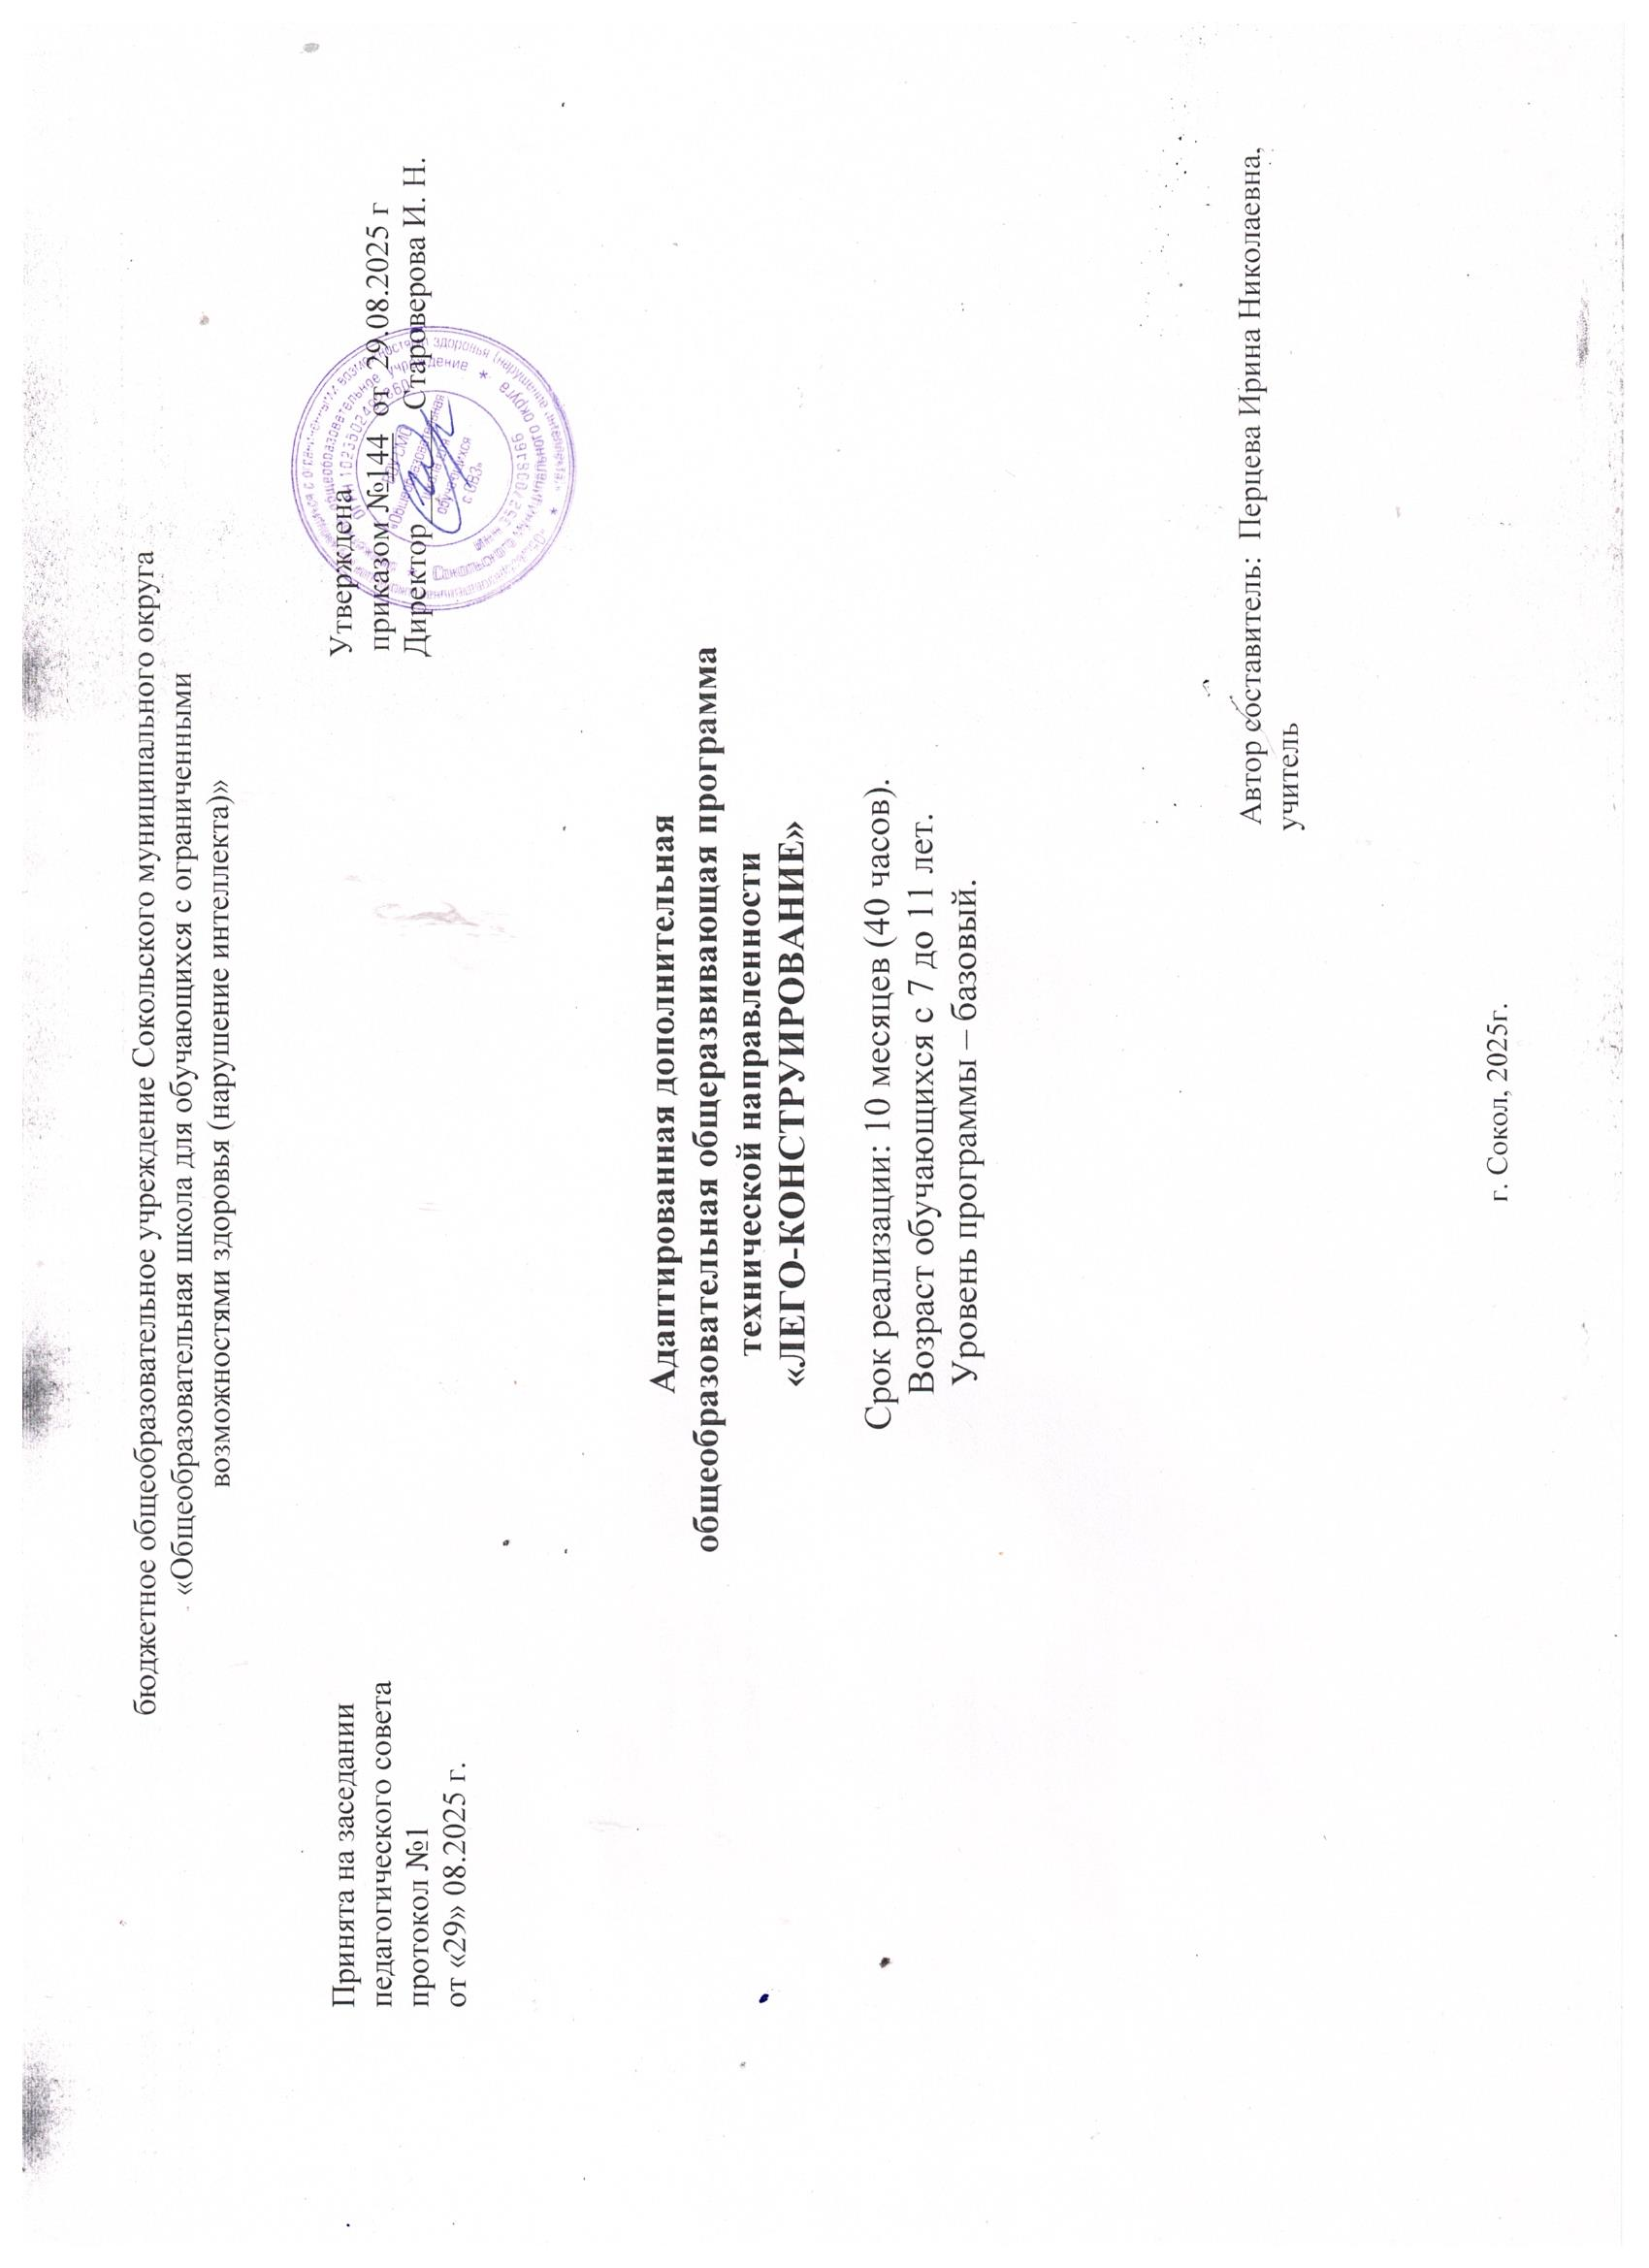 бюджетное общеобразовательное учреждение Сокольского муниципального округа
«Общеобразовательная школа для обучающихся с ограниченными
возможностями здоровья (нарушение интеллекта)»
Принята на заседании
педагогического совета
протокол №1
от «29» 08.2025 г.
Утверждена
приказом №144 от 29.08.2025 г
Директор Староверова И. Н.
Адаптированная дополнительная
общеобразовательная общеразвивающая программа
технической направленности
«ЛЕГО-КОНСТРУИРОВАНИЕ»
Срок реализации: 10 месяцев (40 часов).
Возраст обучающихся с 7 до 11 лет.
Уровень программы – базовый.
Автор составитель: Перцева Ирина Николаевна,
учитель
г. Сокол, 2025г.